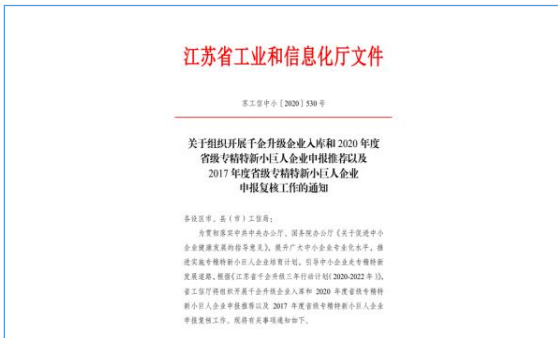 江苏省工业和信息化厅文件
苏工信中小〔2020〕530号
关于组织开展千企升级企业入库和2020年度
省级专精特新小巨人企业申报推荐以及
2017年度省级专精特新小巨人企业
申报复核工作的通知
各设区市、县（市）工信局：
为贯彻落实中共中央办公厅、国务院办公厅《关于促进中小
企业健康发展的指导意见》，提升广大中小企业专业化水平，推
进实施专精特新小巨人企业培育计划，引导中小企业走专精特新
发展道路，根据《江苏省千企升级三年行动计划（2020-2022年）》，
省工信厅将组织开展千企升级企业入库和2020年度省级专精特
新小巨人企业申报推荐以及2017年度省级专精特新小巨人企业
申报复核工作。现将有关事项通知如下。